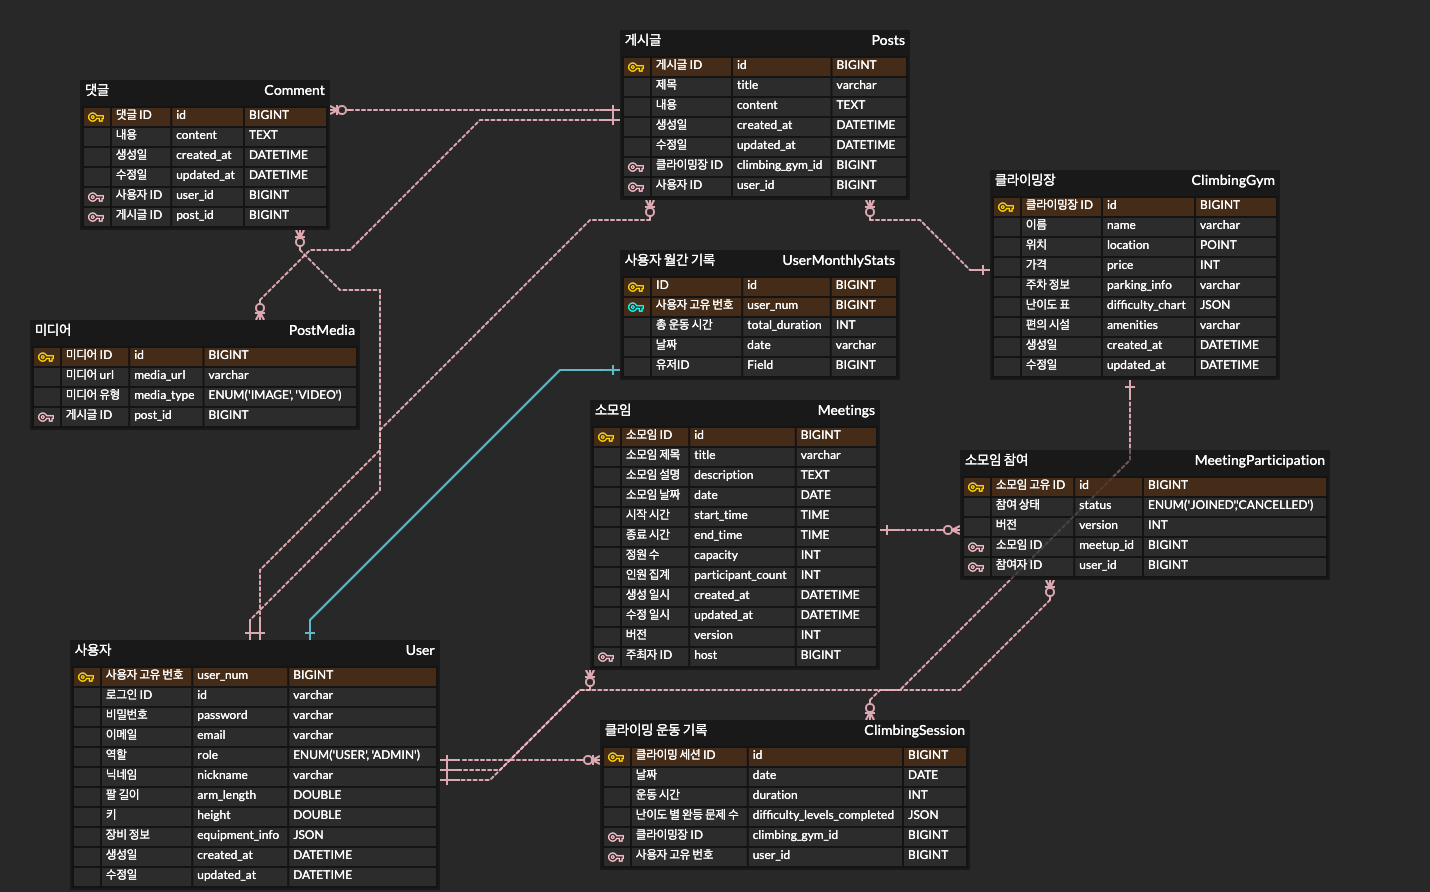 게시글 Posts
게시글 ID id BIGINT
제목 title varchar
내용 content TEXT
생성일 created_at DATETIME
수정일 updated_at DATETIME
클라이밍장 ID climbing_gym_id BIGINT
사용자 ID user_id BIGINT
댓글 Comment
댓글 ID id BIGINT
내용 content TEXT
생성일 created_at DATETIME
수정일 updated_at DATETIME
사용자 ID user_id BIGINT
게시글 ID post_id BIGINT
클라이밍장 ClimbingGym
클라이밍장 ID id BIGINT
이름 name varchar
위치 location POINT
가격 price INT
주차 정보 parking_info varchar
난이도 표 difficulty_chart JSON
편의 시설 amenities varchar
생성일 created_at DATETIME
수정일 updated_at DATETIME
사용자 월간 기록 UserMonthlyStats
ID id BIGINT
사용자 고유 번호 user_num BIGINT
총 운동 시간 total_duration INT
날짜 date varchar
유저ID Field BIGINT
미디어 PostMedia
미디어 ID id BIGINT
미디어 url media_url varchar
미디어 유형 media_type ENUM('IMAGE', 'VIDEO')
게시글 ID post_id BIGINT
소모임 Meetings
소모임 ID id BIGINT
소모임 제목 title varchar
소모임 설명 description TEXT
소모임 날짜 date DATE
시작 시간 start_time TIME
종료 시간 end_time TIME
정원 수 capacity INT
인원 집계 participant_count INT
생성 일시 created_at DATETIME
수정 일시 updated_at DATETIME
버전 version INT
주최자 ID host BIGINT
소모임 참여 MeetingParticipation
소모임 고유 ID id BIGINT
참여 상태 status ENUM('JOINED','CANCELLED')
버전 version INT
소모임 ID meetup_id BIGINT
참여자 ID user_id BIGINT
사용자 User
사용자 고유 번호 user_num BIGINT
로그인 ID id varchar
비밀번호 password varchar
이메일 email varchar
역할 role ENUM('USER', 'ADMIN')
닉네임 nickname varchar
팔 길이 arm_length DOUBLE
키 height DOUBLE
장비 정보 equipment_info JSON
생성일 created_at DATETIME
수정일 updated_at DATETIME
클라이밍 운동 기록 ClimbingSession
클라이밍 세션 ID id BIGINT
날짜 date DATE
운동 시간 duration INT
난이도 별 완등 문제 수 difficulty_levels_completed JSON
클라이밍장 ID climbing_gym_id BIGINT
사용자 고유 번호 user_id BIGINT